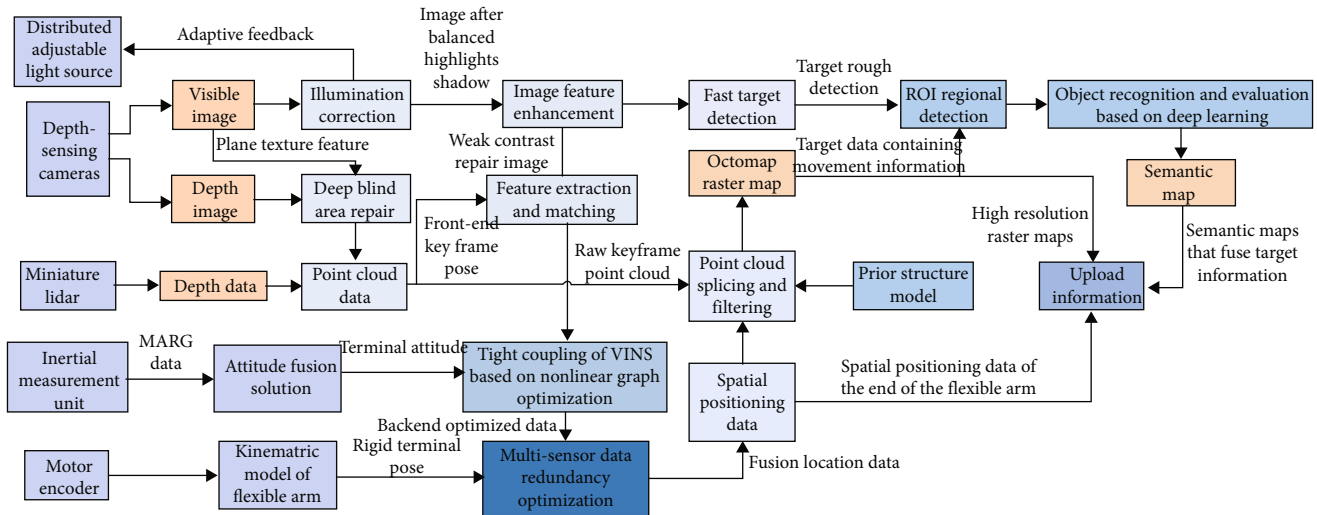 Distributed
adjustable
light source
Adaptive feedback
Image after
balanced
highlights
shadow
Depth-
sensing
cameras
Visible
image
Illumination
correction
Image feature
enhancement
Fast target
detection
Target rough
detection
ROI regional
detection
Object recognition and evaluation
based on deep learning
Plane texture feature
Weak contrast
repair image
Target data containing
movement information
Depth
image
Deep blind
area repair
Feature extraction
and matching
Octomap
raster map
Semantic
map
Front-end
key frame
pose
Raw keyframe
point cloud
High resolution
raster maps
Semantic maps
that fuse target
information
Miniature
lidar
Depth data
Point cloud
data
Point cloud
splicing and
filtering
Prior structure
model
Upload
information
Inertial
measurement
unit
MARG
data
Attitude fusion
solution
Terminal attitude
Tight coupling of VINS
based on nonlinear graph
optimization
Spatial
positioning
data
Spatial positioning data of
the end of the flexible arm
Backend optimized data
Motor
encoder
Kinematric
model of
flexible arm
Rigid terminal
pose
Multi-sensor data
redundancy
optimization
Fusion location data